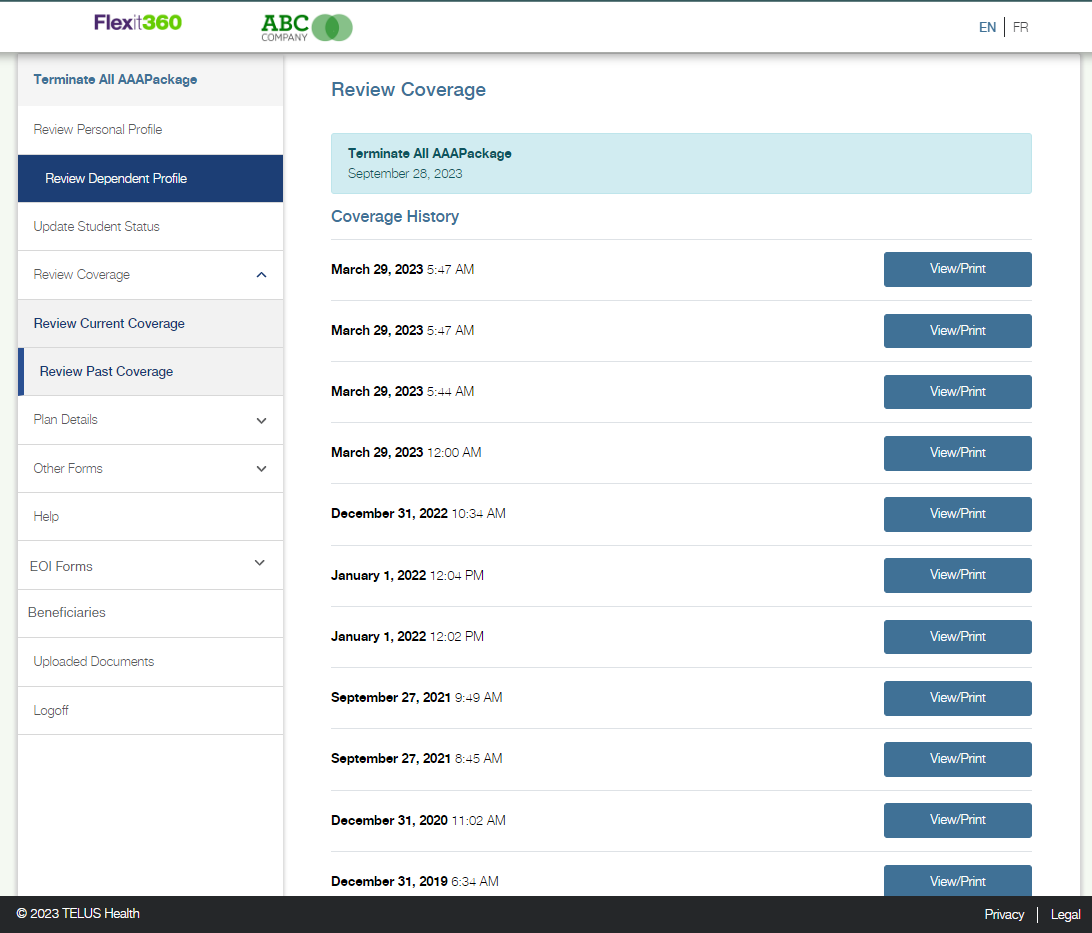 Flexit360
ABC
COMPANY
EN
FR
Terminate All AAAPackage
Review Personal Profile
Review Dependent Profile
Update Student Status
Review Coverage
Review Current Coverage
Review Past Coverage
Plan Details
Other Forms
Help
EOI Forms
Beneficiaries
Uploaded Documents
Logoff
Review Coverage
Terminate All AAAPackage
September 28, 2023
Coverage History
March 29, 2023 5:47 AM View/Print
March 29, 2023 5:47 AM View/Print
March 29, 2023 5:44 AM View/Print
March 29, 2023 12:00 AM View/Print
December 31, 2022 10:34 AM View/Print
January 1, 2022 12:04 PM View/Print
January 1, 2022 12:02 PM View/Print
September 27, 2021 9:49 AM View/Print
September 27, 2021 8:45 AM View/Print
December 31, 2020 11:02 AM View/Print
December 31, 2019 6:34 AM View/Print
© 2023 TELUS Health
Privacy
Legal